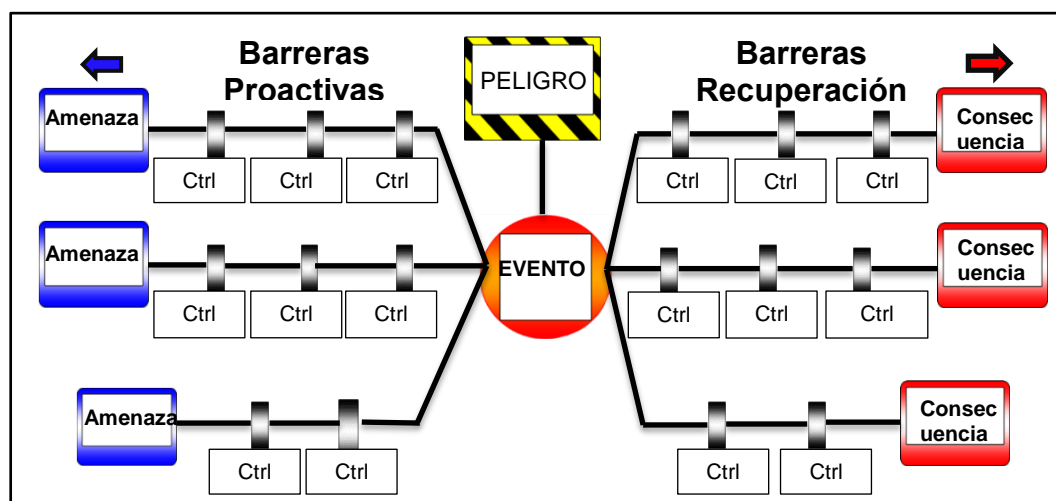 Barreras
Proactivas
PELIGRO
Barreras
Recuperación
Amenaza
Ctrl
Ctrl
Ctrl
Ctrl
Ctrl
Ctrl
Consec
uencia
Amenaza
Ctrl
Ctrl
Ctrl
EVENTO
Ctrl
Ctrl
Ctrl
Consec
uencia
Amenaza
Ctrl
Ctrl
Ctrl
Ctrl
Consec
uencia